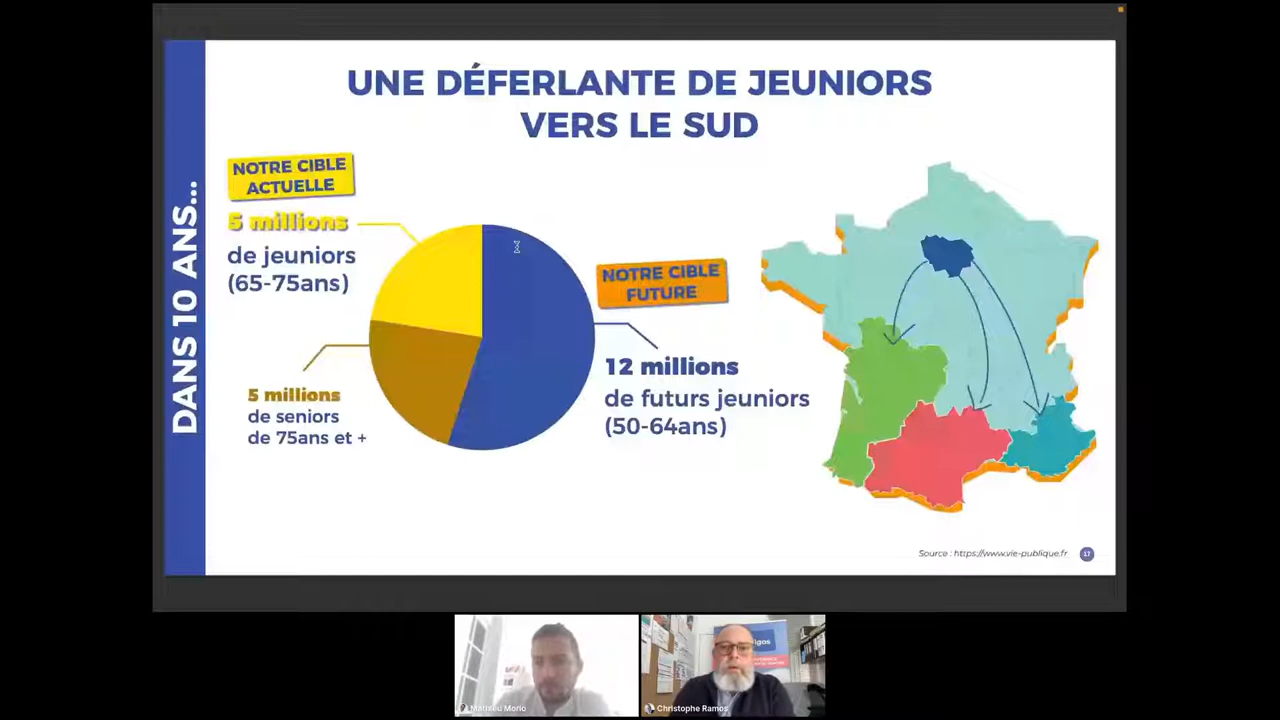 UNE DÉFERLANTE DE JEUNIORS
VERS LE SUD
DANS 10 ANS...
NOTRE CIBLE
ACTUELLE
5 millions
de jeuniors
(65-75ans)
5 millions
de seniors
de 75ans et +
NOTRE CIBLE
FUTURE
12 millions
de futurs jeuniors
(50-64ans)
Source : https://www.vie-publique.fr
17
Mathieu Morio
Christophe Ramos